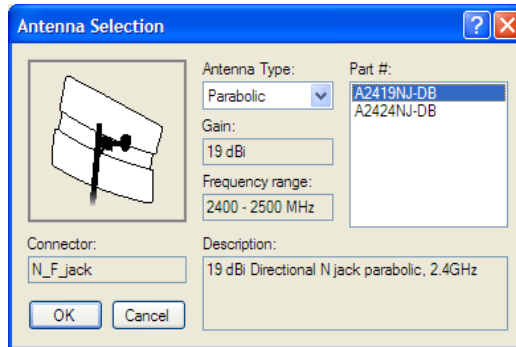 Antenna Selection
Antenna Type:
Parabolic
Gain:
19 dBi
Frequency range:
2400 - 2500 MHz
Part #:
A2419NJ-DB
A2424NJ-DB
Connector:
N_F_jack
Description:
19 dBi Directional N jack parabolic, 2.4GHz
OK
Cancel